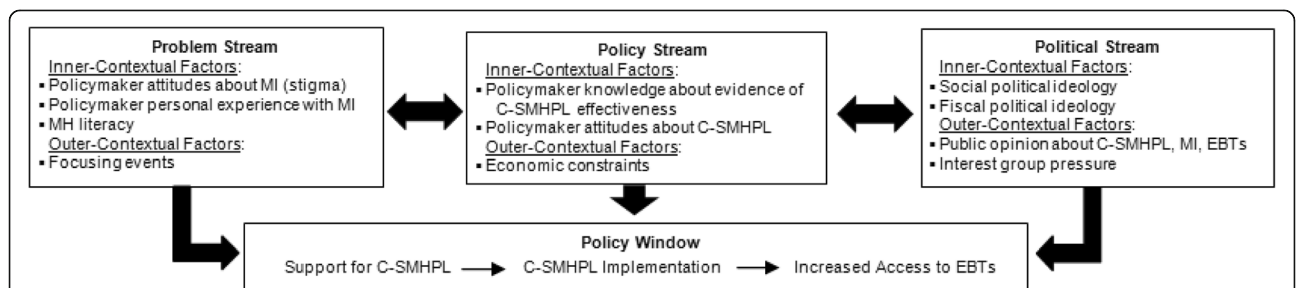 Problem Stream
Inner-Contextual Factors:
▪ Policymaker attitudes about MI (stigma)
▪ Policymaker personal experience with MI
▪ MH literacy
Outer-Contextual Factors:
▪ Focusing events
Policy Stream
Inner-Contextual Factors:
▪ Policymaker knowledge about evidence of
C-SMHPL effectiveness
▪ Policymaker attitudes about C-SMHPL
Outer-Contextual Factors:
▪ Economic constraints
Political Stream
Inner-Contextual Factors:
▪ Social political ideology
▪ Fiscal political ideology
Outer-Contextual Factors:
▪ Public opinion about C-SMHPL, MI, EBTs
▪ Interest group pressure
Policy Window
Support for C-SMHPL → C-SMHPL Implementation → Increased Access to EBTs